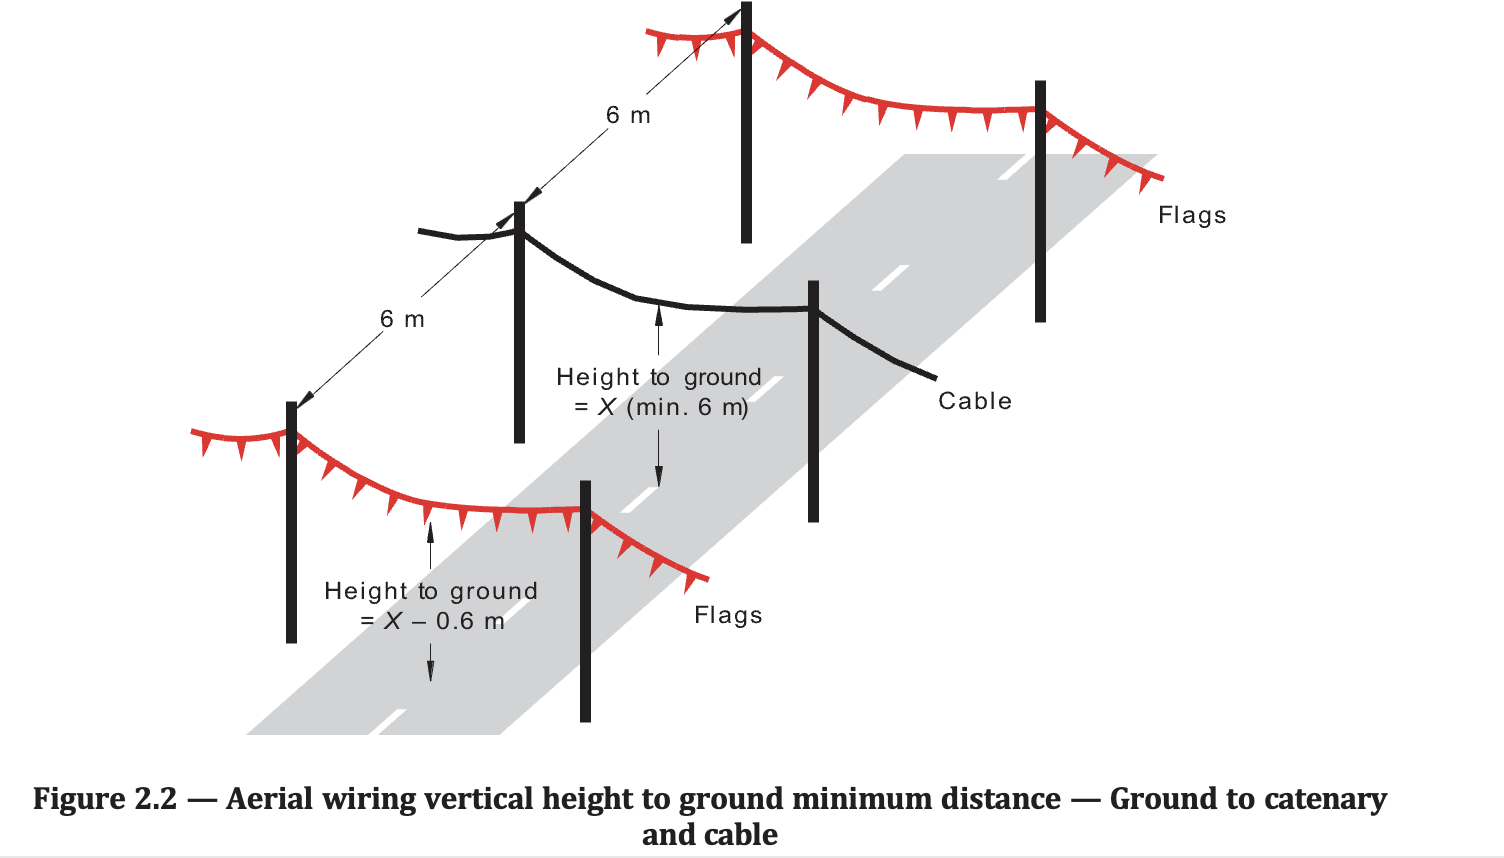 6 m
Flags
6 m
Height to ground
= X (min. 6 m)
Cable
Height to ground
= X – 0.6 m
Flags
Figure 2.2 — Aerial wiring vertical height to ground minimum distance — Ground to catenary
and cable